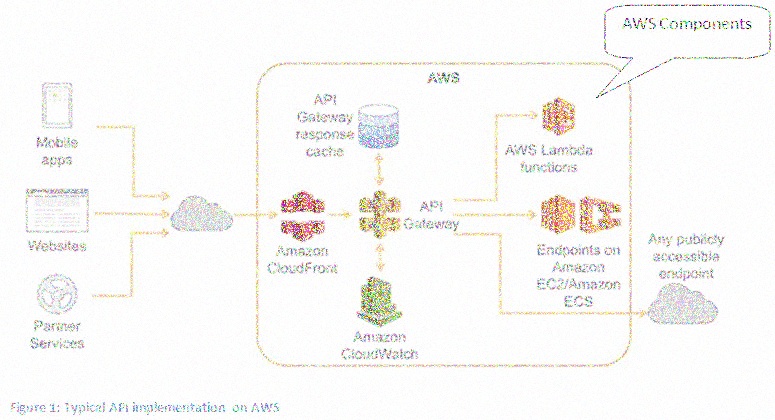 AWS Components
AWS
Mobile
apps
Websites
Partner
Services
API
Gateway
response
cache
Amazon
CloudFront
API
Gateway
Amazon
CloudWatch
AWS Lambda
functions
Endpoints on
Amazon
EC2/Amazon
ECS
Any publicly
accessible
endpoint
Figure 1: Typical API implementation on AWS